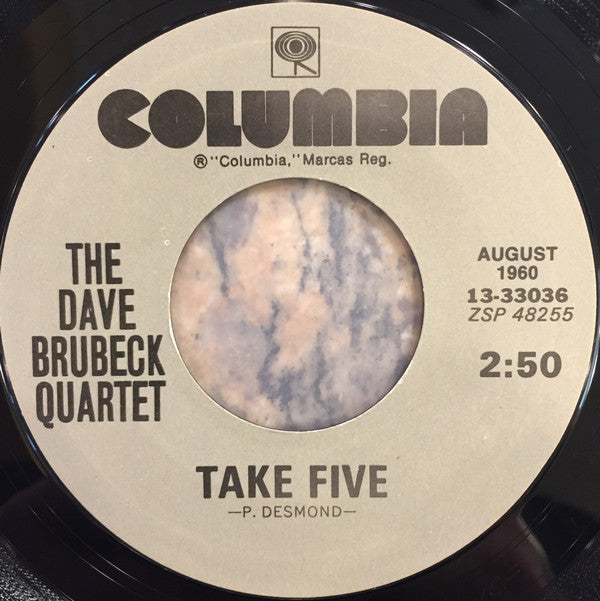 COLUMBIA
® "Columbia," Marcas Reg.
THE
DAVE
BRUBECK
QUARTET
AUGUST
1960
13-33036
ZSP 48255
2:50
TAKE FIVE
—P. DESMOND—